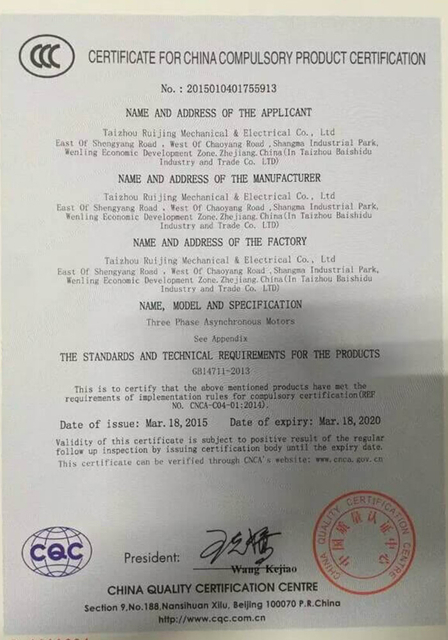 CCC
CERTIFICATE FOR CHINA COMPULSORY PRODUCT CERTIFICATION
No.: 2015010401755913
NAME AND ADDRESS OF THE APPLICANT
Taizhou Ruijing Mechanical & Electrical Co., Ltd
East Of Shengyang Road , West Of Chaoyang Road ,Shangma Industrial Park,
Wenling Economic Development Zone,Zhejiang,China(In Taizhou Baishidu
Industry and Trade Co. LTD)
NAME AND ADDRESS OF THE MANUFACTURER
Taizhou Ruijing Mechanical & Electrical Co., Ltd
East Of Shengyang Road , West Of Chaoyang Road ,Shangma Industrial Park,
Wenling Economic Development Zone,Zhejiang,China(In Taizhou Baishidu
Industry and Trade Co. LTD)
NAME AND ADDRESS OF THE FACTORY
Taizhou Ruijing Mechanical & Electrical Co., Ltd
East Of Shengyang Road , West Of Chaoyang Road ,Shangma Industrial Park,
Wenling Economic Development Zone,Zhejiang,China(In Taizhou Baishidu
Industry and Trade Co. LTD)
NAME, MODEL AND SPECIFICATION
Three Phase Asynchronous Motors
See Appendix
THE STANDARDS AND TECHNICAL REQUIREMENTS FOR THE PRODUCTS
GB14711-2013
This is to certify that the above mentioned products have met the
requirements of implementation rules for compulsory certification(REF
NO. CNCA-C04-01:2014).
Date of issue: Mar. 18, 2015 Date of expiry: Mar. 18, 2020
Validity of this certificate is subject to positive result of the regular
follow up inspection by issuing certification body until the expiry date.
This certificate can be verified through CNCA's website: www.cnca.gov.cn
CHINA QUALITY CERTIFICATION CENTRE
中国质量认证中心
CQC
President:
Wang Kejiao
CHINA QUALITY CERTIFICATION CENTRE
Section 9,No.188,Nansihuan Xilu, Beijing 100070 P.R.China
http://www.cqc.com.cn